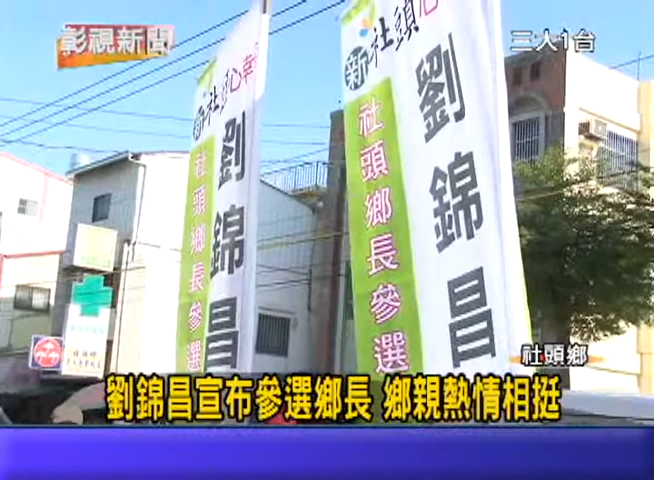 彰視新聞
三大1台
新社頭心
劉錦昌
社頭鄉長參選
新社頭心
劉錦昌
社頭鄉長參選
社頭鄉
劉錦昌宣布參選鄉長 鄉親熱情相挺